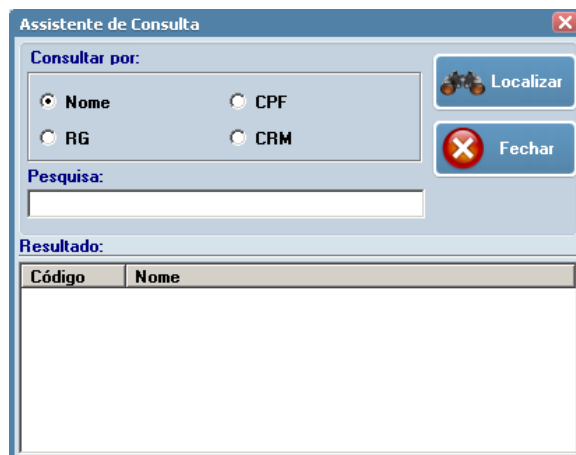 Assistente de Consulta
Consultar por:
Nome
CPF
RG
CRM
Localizar
Fechar
Pesquisa:
Resultado:
Código Nome